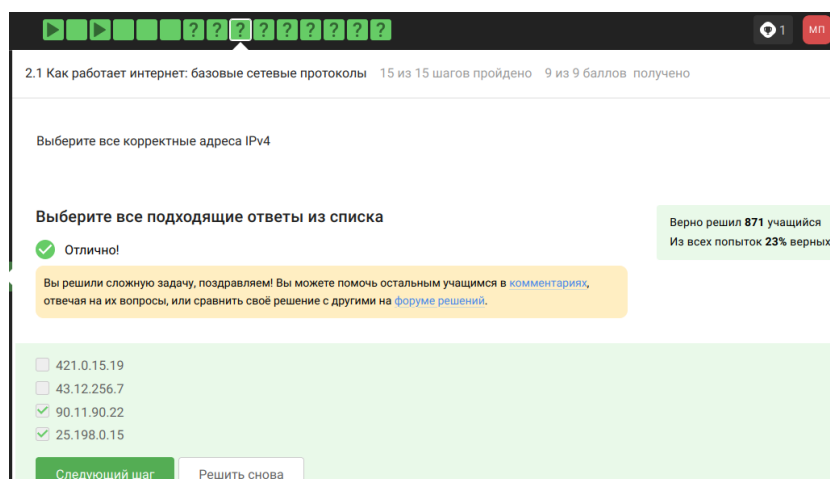 ? ? ? ? ? ? ? ? ?
1
МП
2.1 Как работает интернет: базовые сетевые протоколы 15 из 15 шагов пройдено 9 из 9 баллов получено
Выберите все корректные адреса IPv4
Выберите все подходящие ответы из списка
Верно решил 871 учащийся
Из всех попыток 23% верных
Отлично!
Вы решили сложную задачу, поздравляем! Вы можете помочь остальным учащимся в комментариях,
отвечая на их вопросы, или сравнить своё решение с другими на форуме решений.
421.0.15.19
43.12.256.7
90.11.90.22
25.198.0.15
Следующий шаг Решить снова